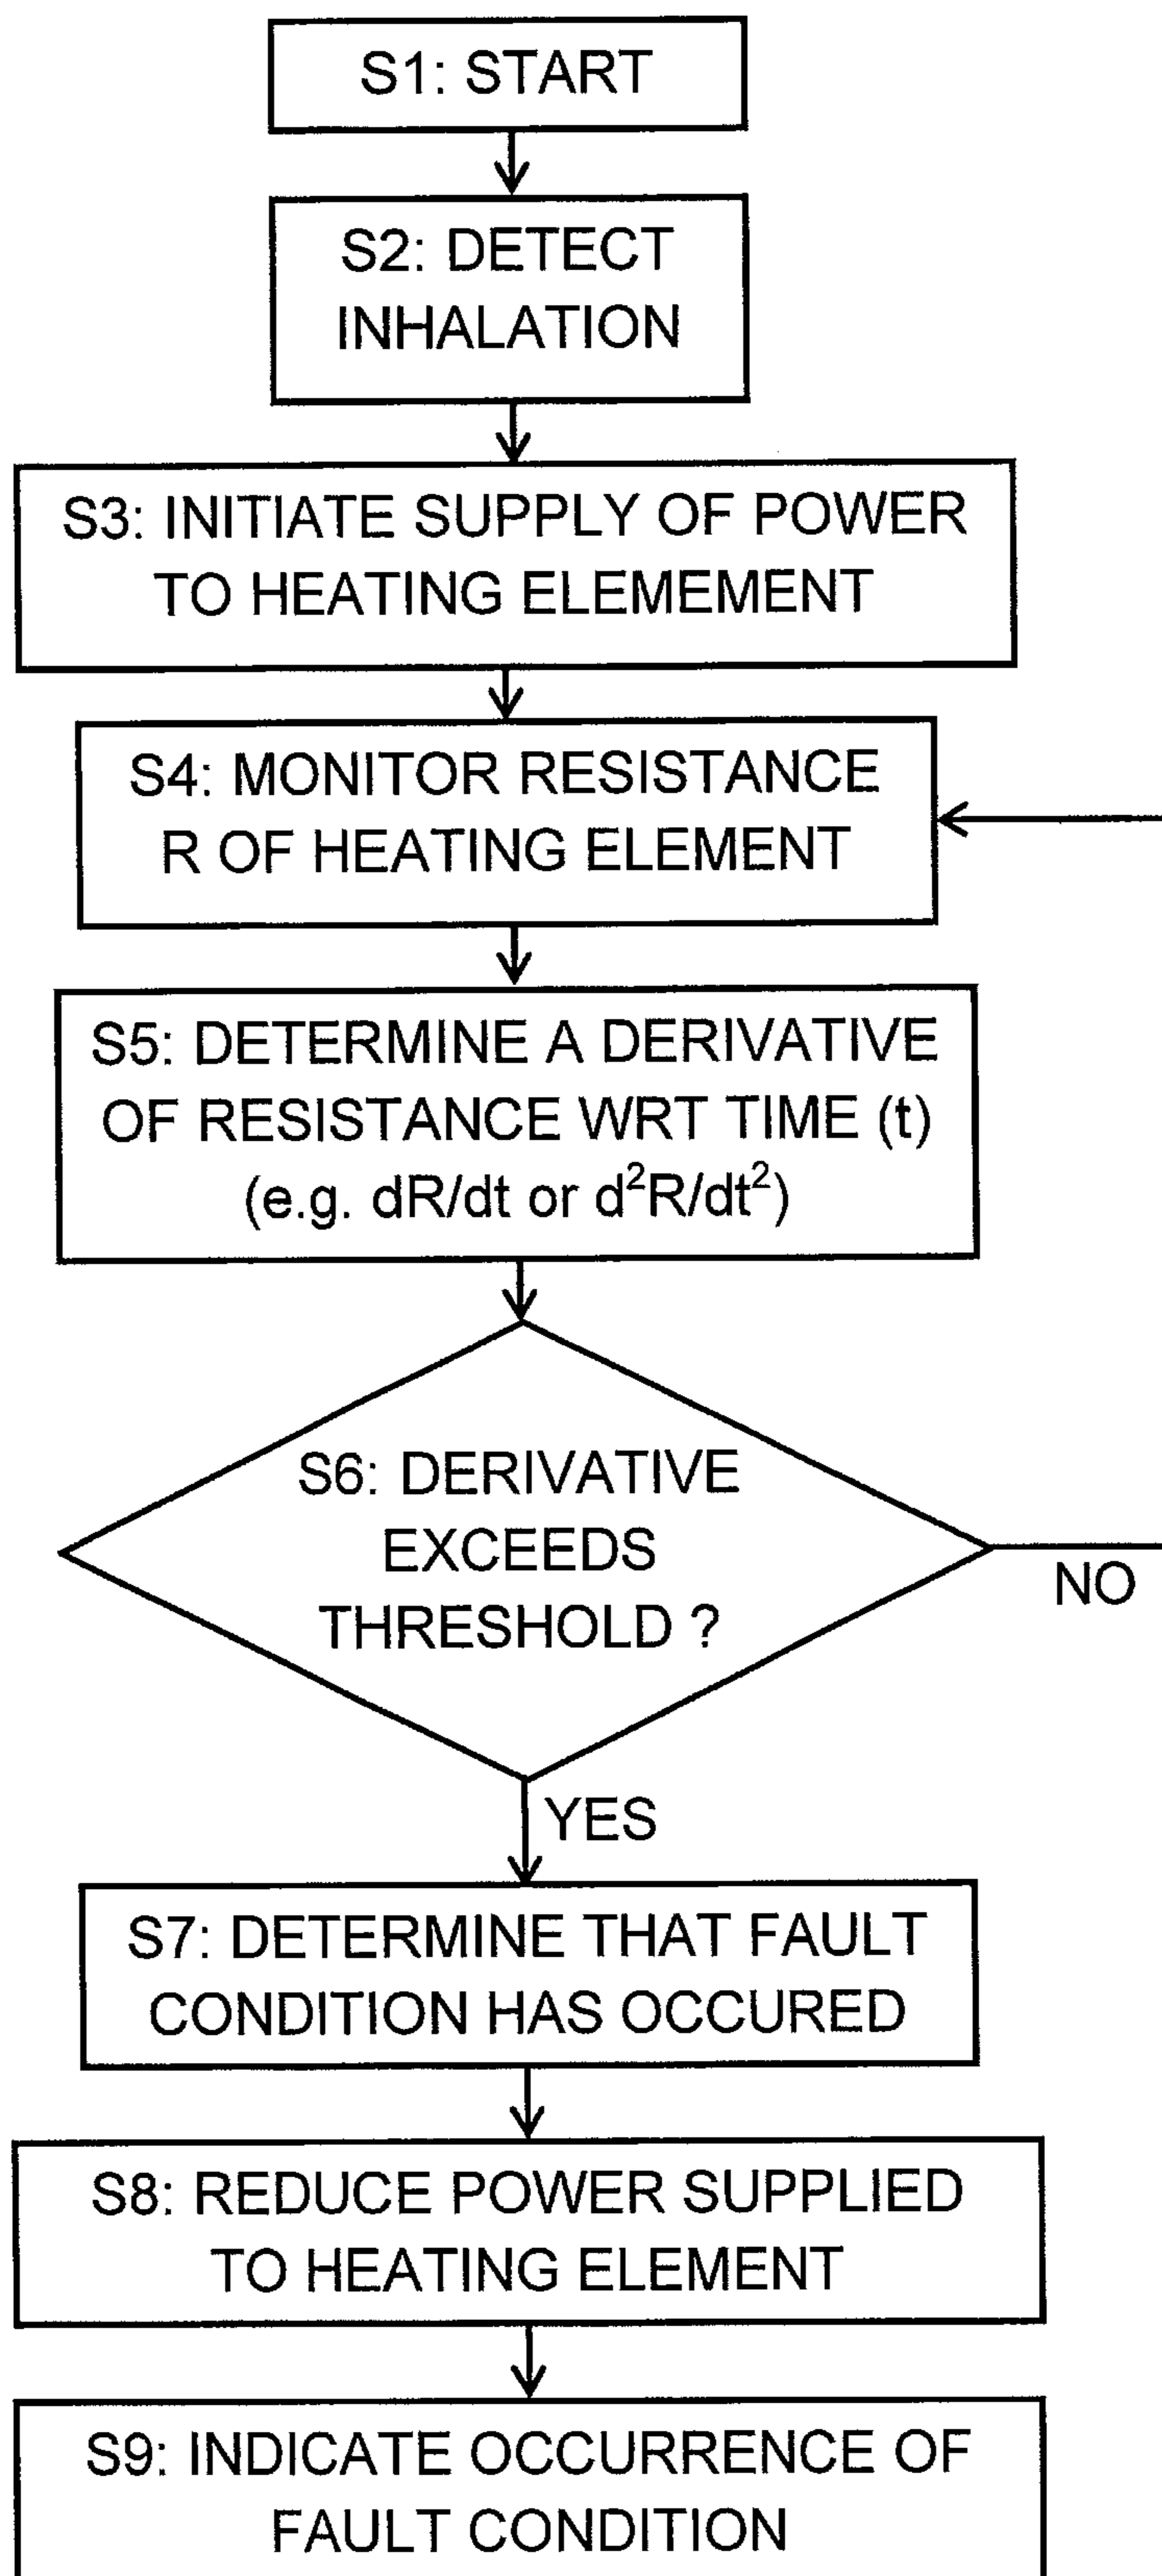 S1: START
S2: DETECT
INHALATION
S3: INITIATE SUPPLY OF POWER
TO HEATING ELEMEMENT
S4: MONITOR RESISTANCE
R OF HEATING ELEMENT
S5: DETERMINE A DERIVATIVE
OF RESISTANCE WRT TIME (t)
(e.g. dR/dt or d²R/dt²)
S6: DERIVATIVE
EXCEEDS
THRESHOLD ?
NO
YES
S7: DETERMINE THAT FAULT
CONDITION HAS OCCURED
S8: REDUCE POWER SUPPLIED
TO HEATING ELEMENT
S9: INDICATE OCCURRENCE OF
FAULT CONDITION